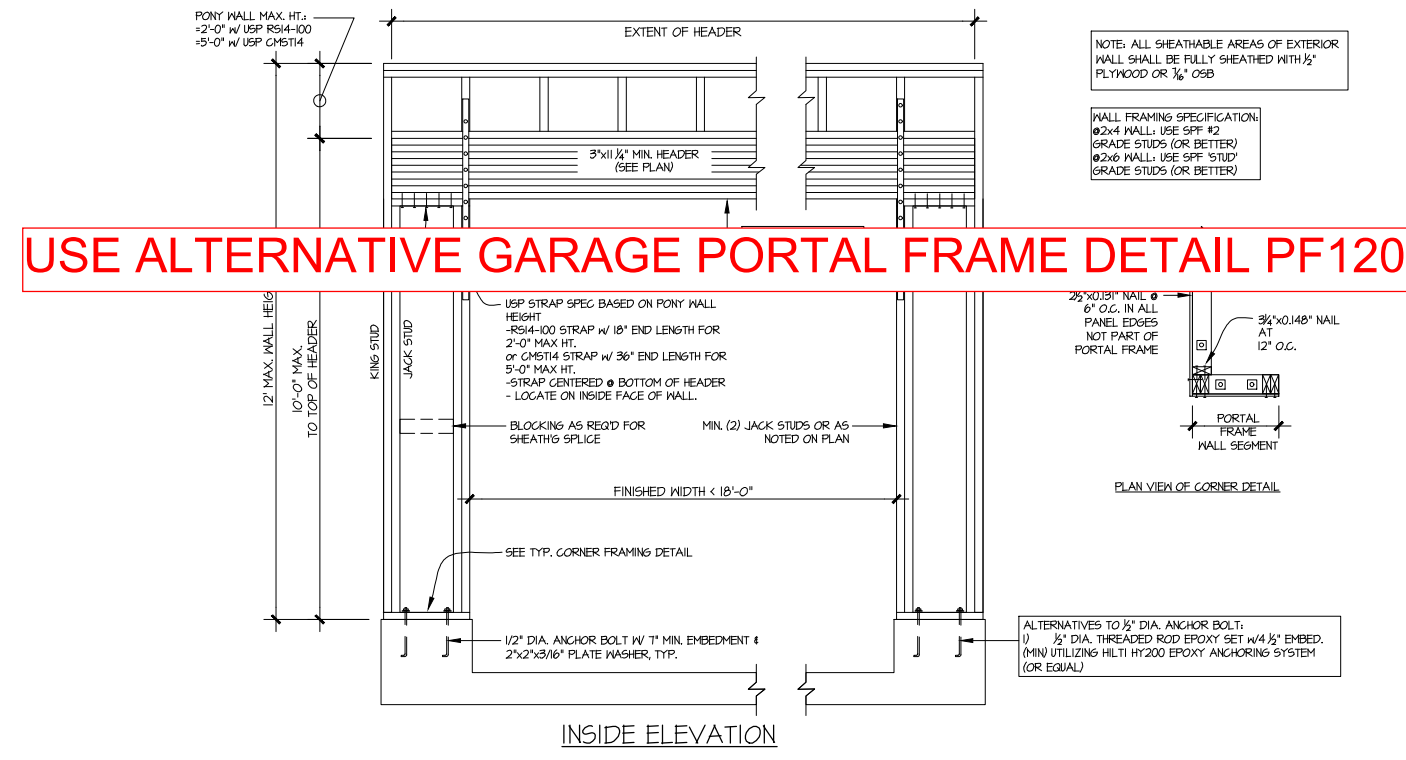 PONY WALL MAX. HT.:
=2'-0" W/ USP RS14-100
=5'-0" W/ USP CMST14
EXTENT OF HEADER
NOTE: ALL SHEATHABLE AREAS OF EXTERIOR
WALL SHALL BE FULLY SHEATHED WITH ½"
PLYWOOD OR 7/16" OSB
WALL FRAMING SPECIFICATION:
@2x4 WALL: USE SPF #2
GRADE STUDS (OR BETTER)
@2x6 WALL: USE SPF 'STUD'
GRADE STUDS (OR BETTER)
3"x11 ¼" MIN. HEADER
(SEE PLAN)
USE ALTERNATIVE GARAGE PORTAL FRAME DETAIL PF120
12' MAX. WALL
10'-0" MAX.
TO TOP OF HEADER
KING STUD
JACK STUD
USP STRAP SPEC BASED ON PONY WALL
HEIGHT
-RS14-100 STRAP W/ 18" END LENGTH FOR
2'-0" MAX HT.
or CMST14 STRAP W/ 36" END LENGTH FOR
5'-0" MAX HT.
-STRAP CENTERED @ BOTTOM OF HEADER
- LOCATE ON INSIDE FACE OF WALL.
2½"x0.131" NAIL @
6" O.C. IN ALL
PANEL EDGES
NOT PART OF
PORTAL FRAME
3¼"x0.148" NAIL
AT
12" O.C.
BLOCKING AS REQ'D FOR
SHEATH'G SPLICE
MIN. (2) JACK STUDS OR AS
NOTED ON PLAN
PORTAL
FRAME
WALL SEGMENT
FINISHED WIDTH < 18'-0"
PLAN VIEW OF CORNER DETAIL
SEE TYP. CORNER FRAMING DETAIL
1/2" DIA. ANCHOR BOLT W/ 7" MIN. EMBEDMENT &
2"x2"x3/16" PLATE WASHER, TYP.
ALTERNATIVES TO ½" DIA. ANCHOR BOLT:
1) ½" DIA. THREADED ROD EPOXY SET W/4 ½" EMBED.
(MIN) UTILIZING HILTI HY200 EPOXY ANCHORING SYSTEM
(OR EQUAL)
INSIDE ELEVATION